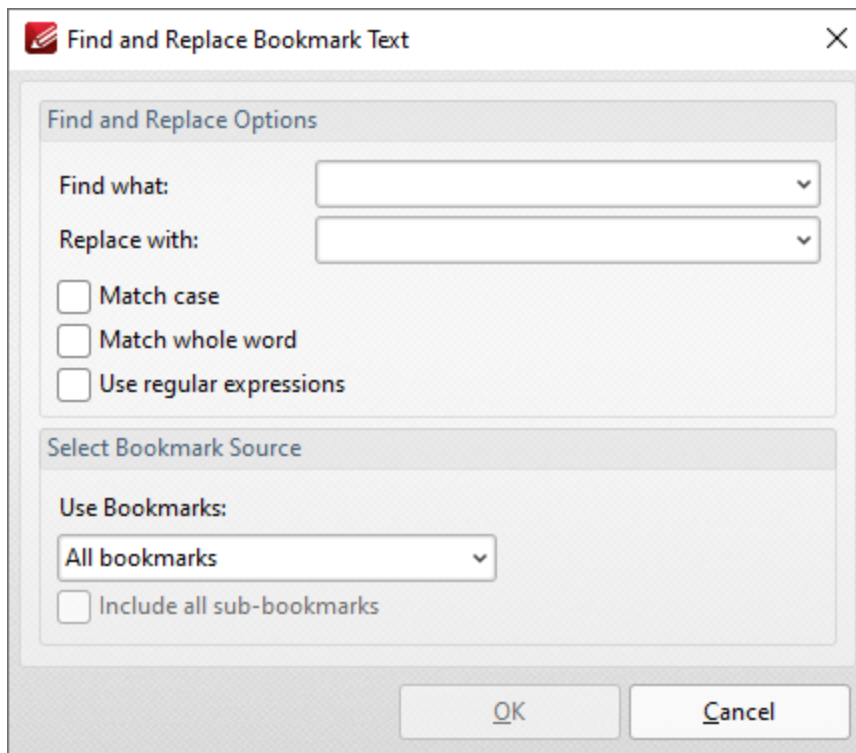 Find and Replace Bookmark Text
Find and Replace Options
Find what:
Replace with:
Match case
Match whole word
Use regular expressions
Select Bookmark Source
Use Bookmarks:
All bookmarks
Include all sub-bookmarks
OK Cancel